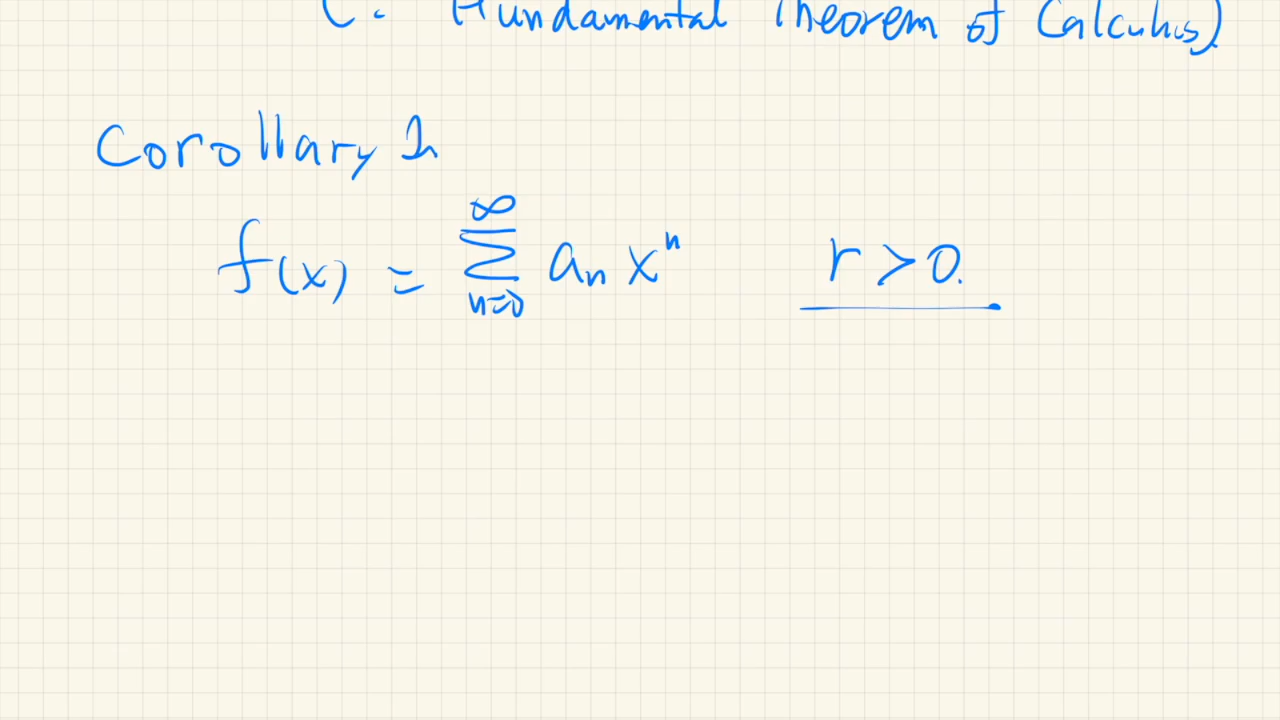 (∵ Fundamental Theorem of Calculus)
Corollary 2
f(x) = ∑_{n=0}^{∞} a_n x^n r > 0.